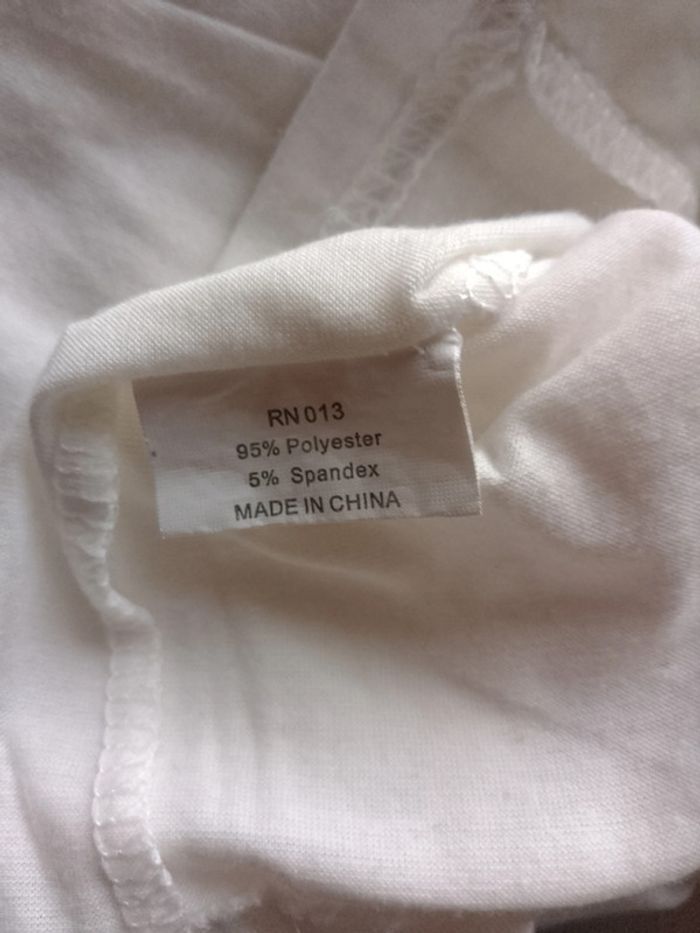 RN 013
95% Polyester
5% Spandex
MADE IN CHINA